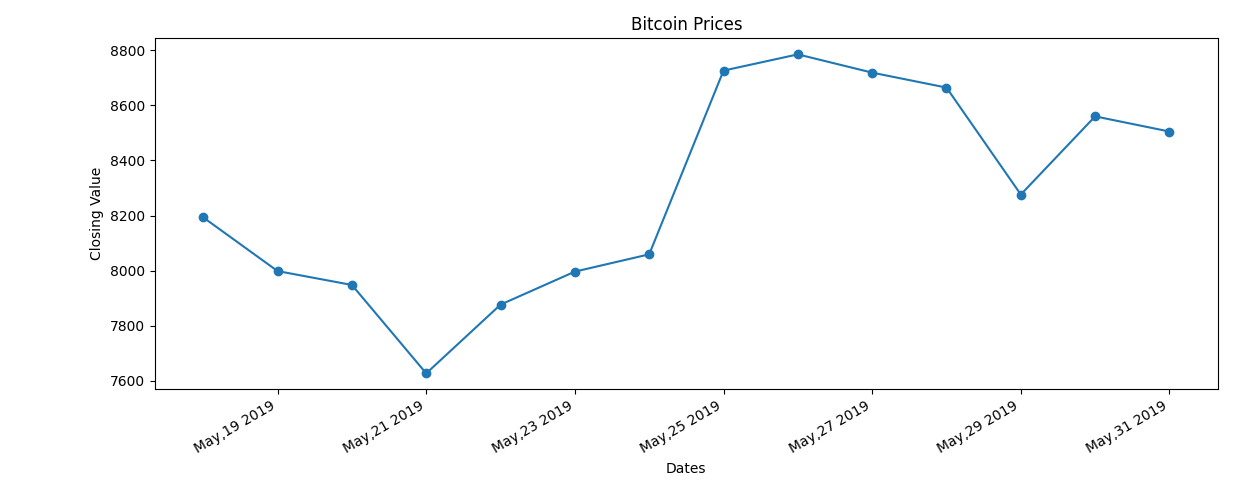 Bitcoin Prices
8800
8600
8400
8200
8000
7800
7600
Closing Value
May,19 2019
May,21 2019
May,23 2019
May,25 2019
May,27 2019
May,29 2019
May,31 2019
Dates